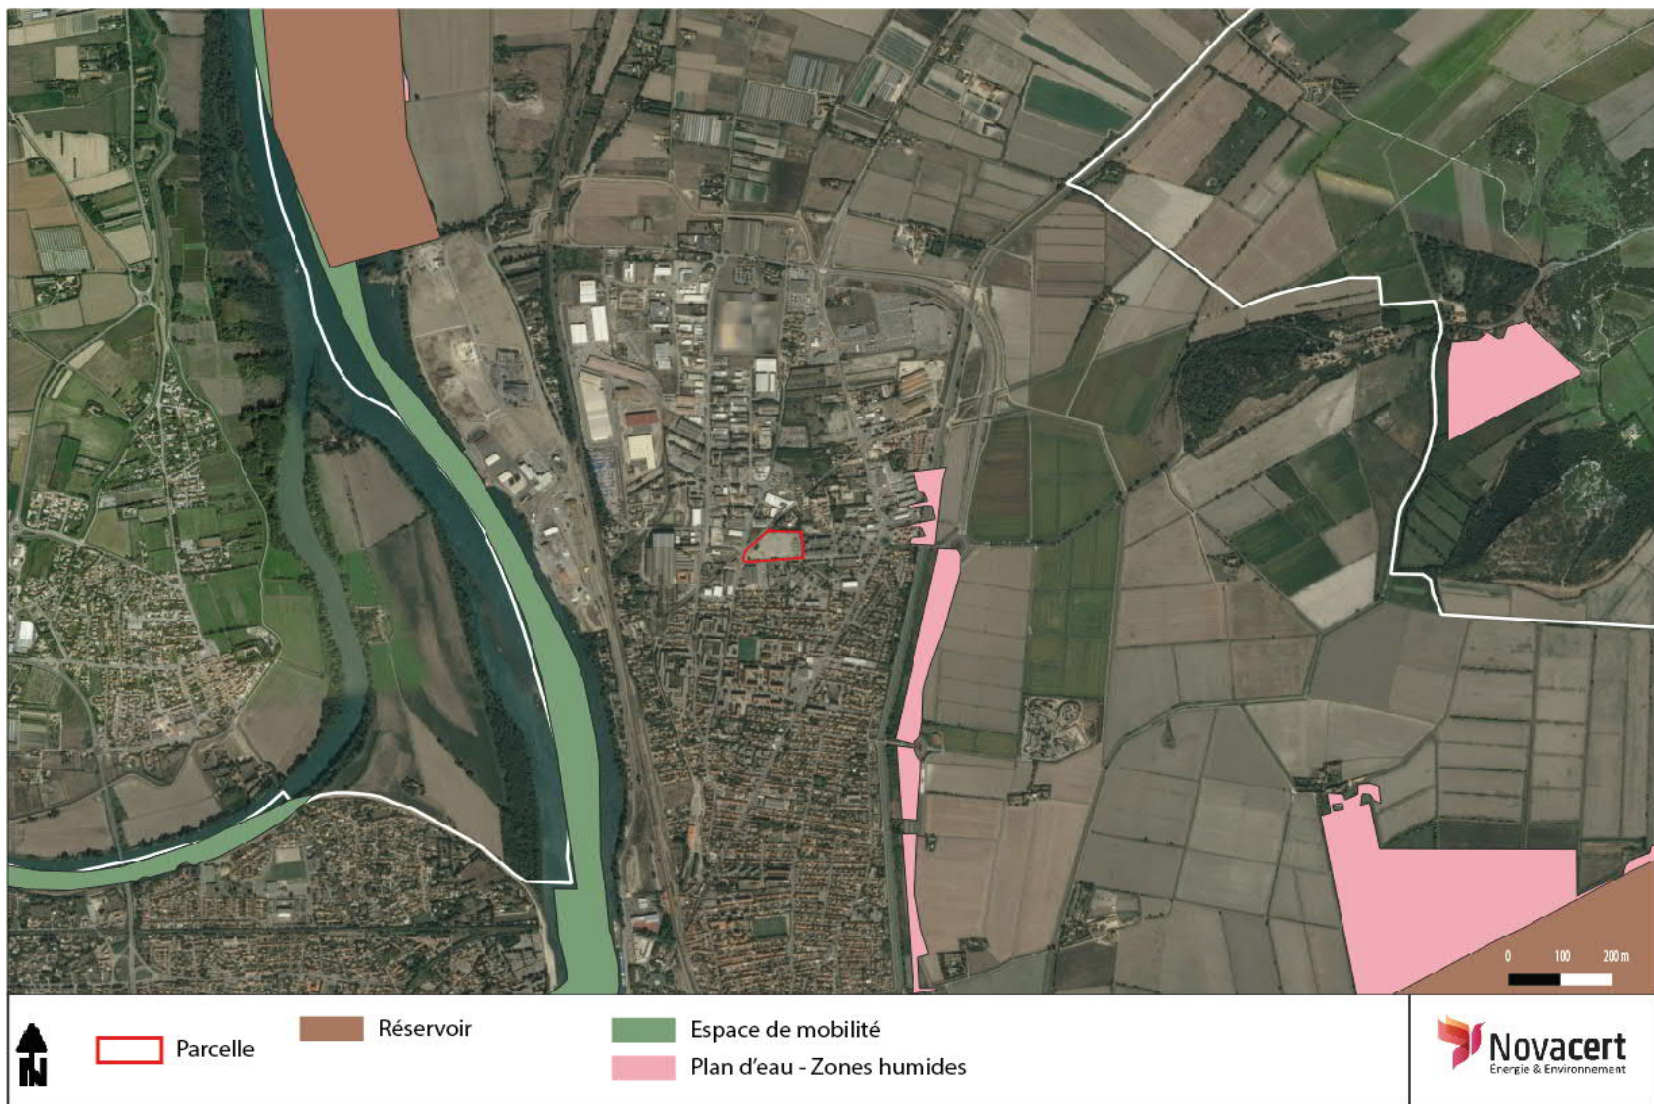 0 100 200 m
Parcelle
Réservoir
Espace de mobilité
Plan d'eau - Zones humides
N
Novacert
Énergie & Environnement